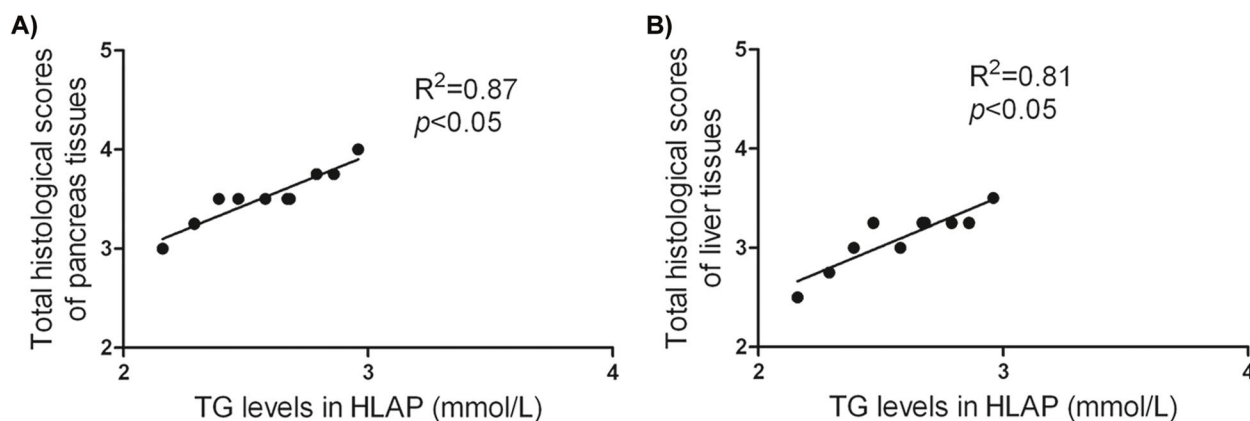 A)
Total histological scores
of pancreas tissues
5
4
3
2
R²=0.87
p<0.05
2
3
4
TG levels in HLAP (mmol/L)
B)
Total histological scores
of liver tissues
5
4
3
2
R²=0.81
p<0.05
2
3
4
TG levels in HLAP (mmol/L)